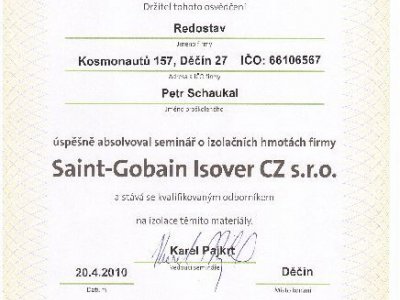 Držitel tohoto osvědčení
Redostav
Jméno firmy
Kosmonautů 157, Děčín 27 IČO: 66106567
Adresa a IČO firmy
Petr Schaukal
Jméno proškoleného
úspěšně absolvoval seminář o izolačních hmotách firmy
Saint-Gobain Isover CZ s.r.o.
a stává se kvalifikovaným odborníkem
na izolace těmito materiály.
Karel Pajkrt
vedoucí semináře
20.4.2010 Děčín
Datum Místo konání